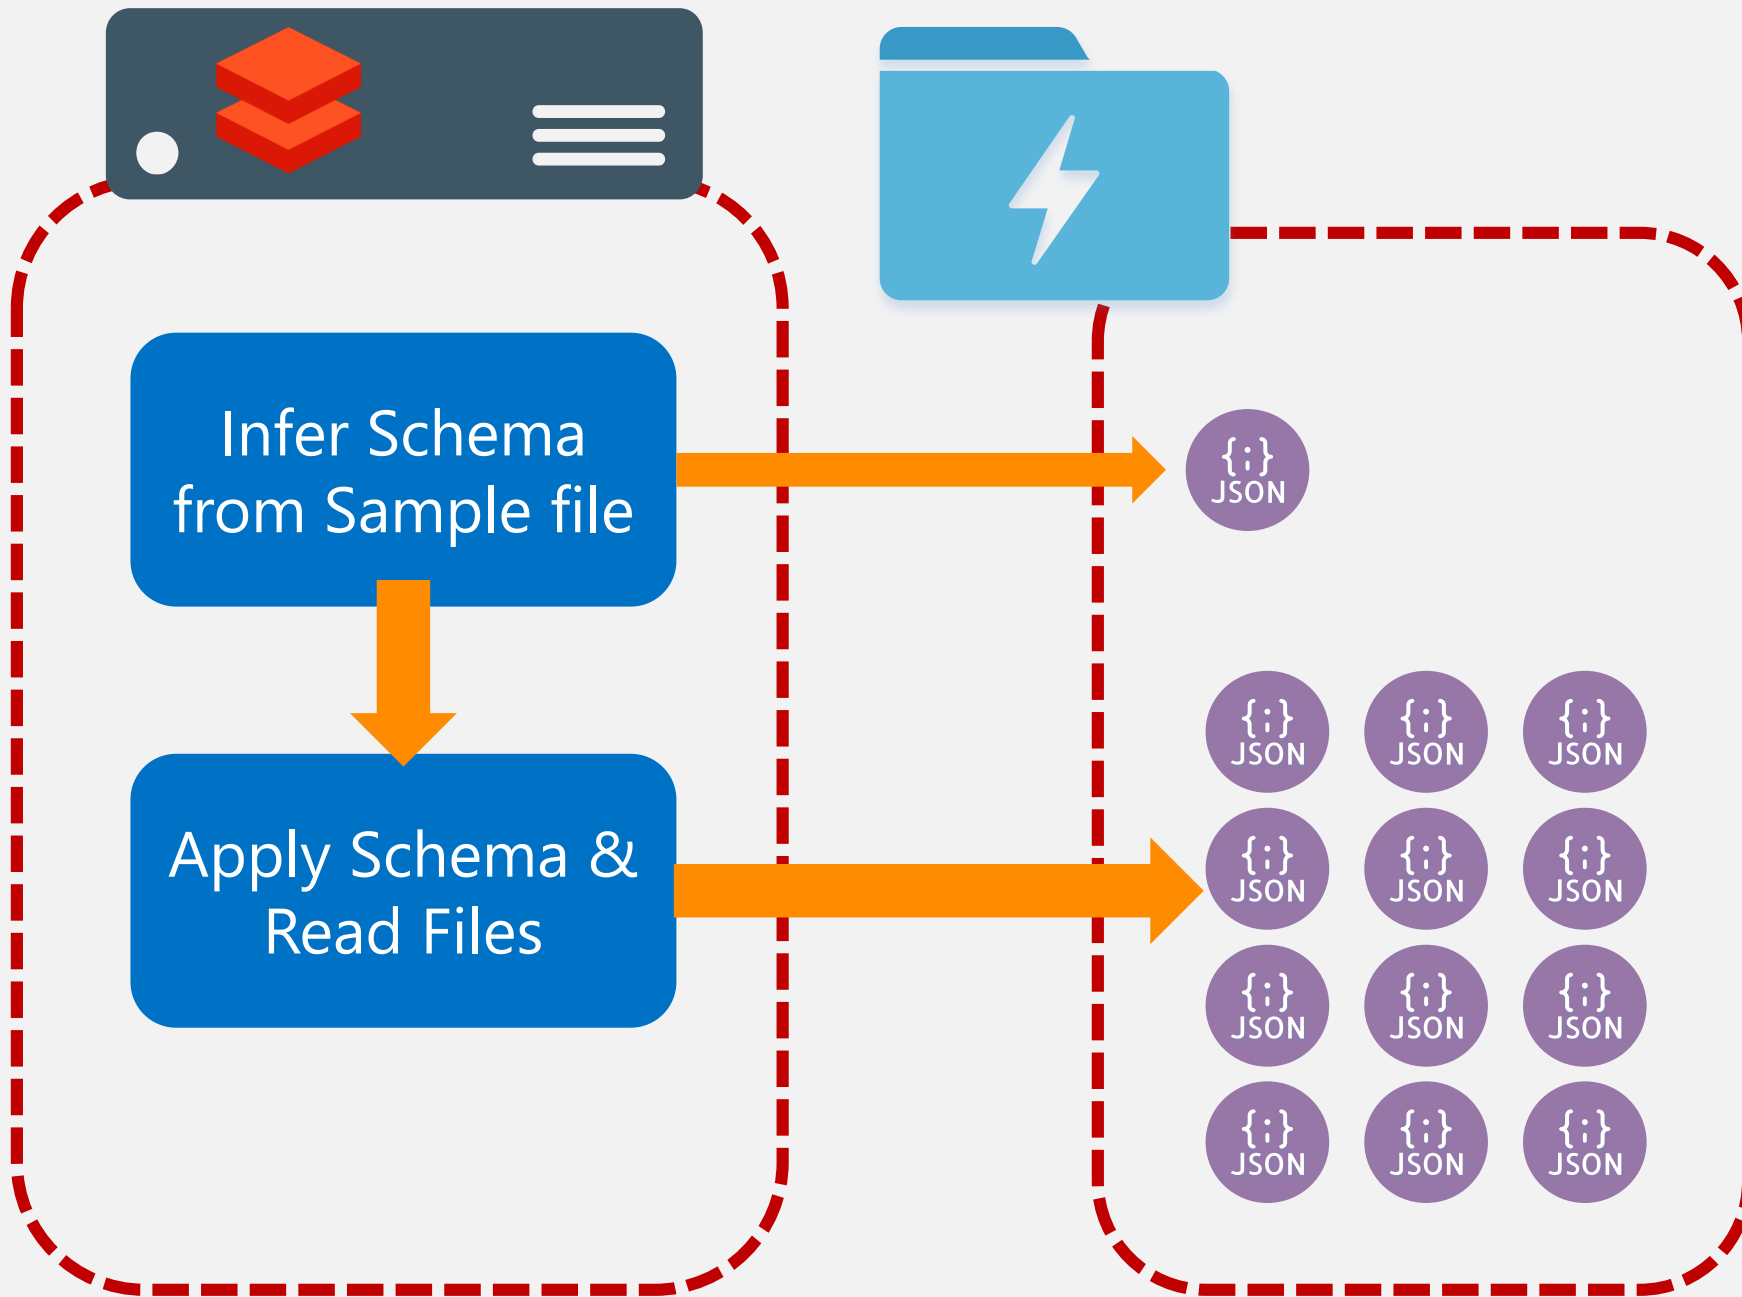 Infer Schema
from Sample file
{;}
JSON
Apply Schema &
Read Files
{;} {;} {;}
JSON JSON JSON
{;} {;} {;}
JSON JSON JSON
{;} {;} {;}
JSON JSON JSON
{;} {;} {;}
JSON JSON JSON